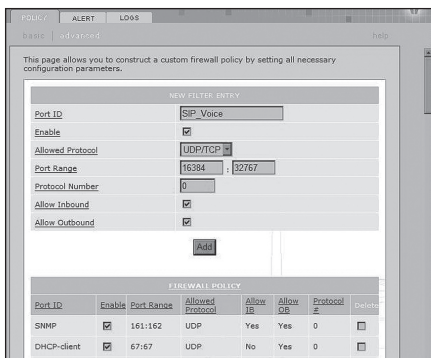 POLICY ALERT LOGS
basic advanced help
This page allows you to construct a custom firewall policy by setting all necessary
configuration parameters.
NEW FILTER ENTRY
Port ID SIP_Voice
Enable
Allowed Protocol UDP/TCP
Port Range 16384 : 32767
Protocol Number 0
Allow Inbound
Allow Outbound
Add
FIREWALL POLICY
Port ID Enable Port Range Allowed Protocol Allow IB Allow OB Protocol # Delete
SNMP 161:162 UDP Yes Yes 0
DHCP-client 67:67 UDP No Yes 0